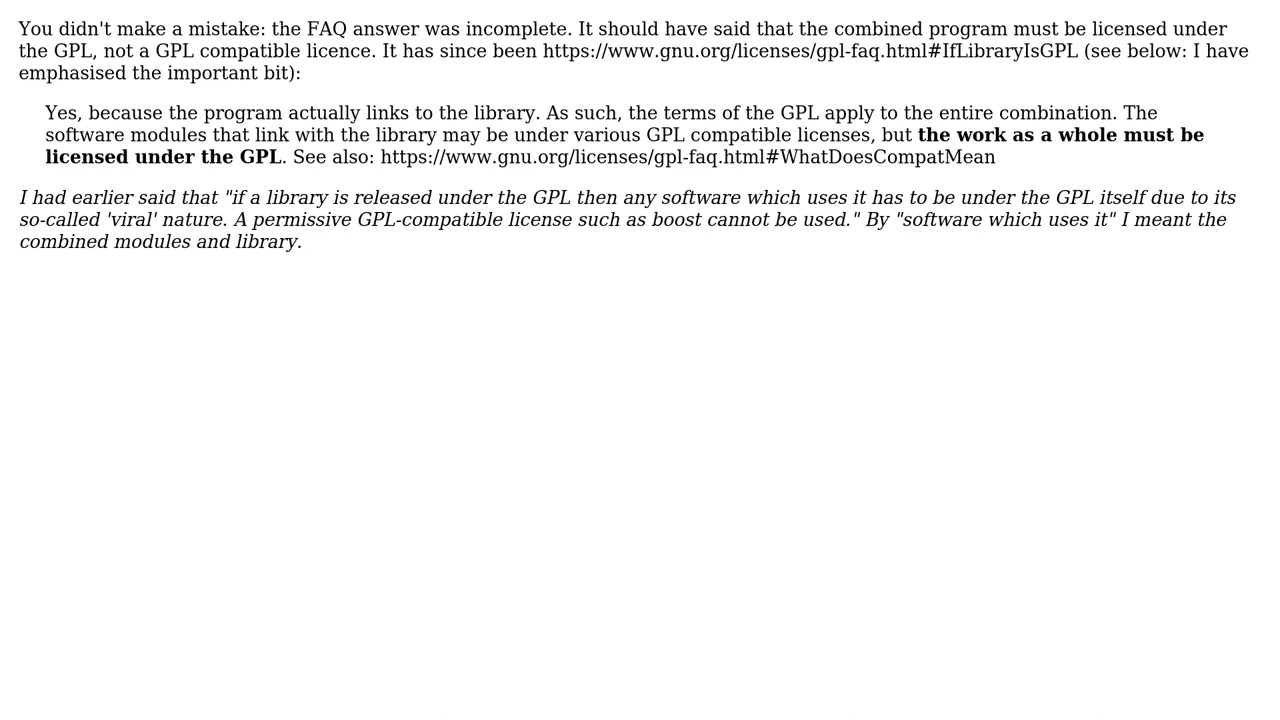 You didn't make a mistake: the FAQ answer was incomplete. It should have said that the combined program must be licensed under
the GPL, not a GPL compatible licence. It has since been https://www.gnu.org/licenses/gpl-faq.html#IfLibraryIsGPL (see below: I have
emphasised the important bit):
Yes, because the program actually links to the library. As such, the terms of the GPL apply to the entire combination. The
software modules that link with the library may be under various GPL compatible licenses, but the work as a whole must be
licensed under the GPL. See also: https://www.gnu.org/licenses/gpl-faq.html#WhatDoesCompatMean
I had earlier said that "if a library is released under the GPL then any software which uses it has to be under the GPL itself due to its
so-called 'viral' nature. A permissive GPL-compatible license such as boost cannot be used." By "software which uses it" I meant the
combined modules and library.